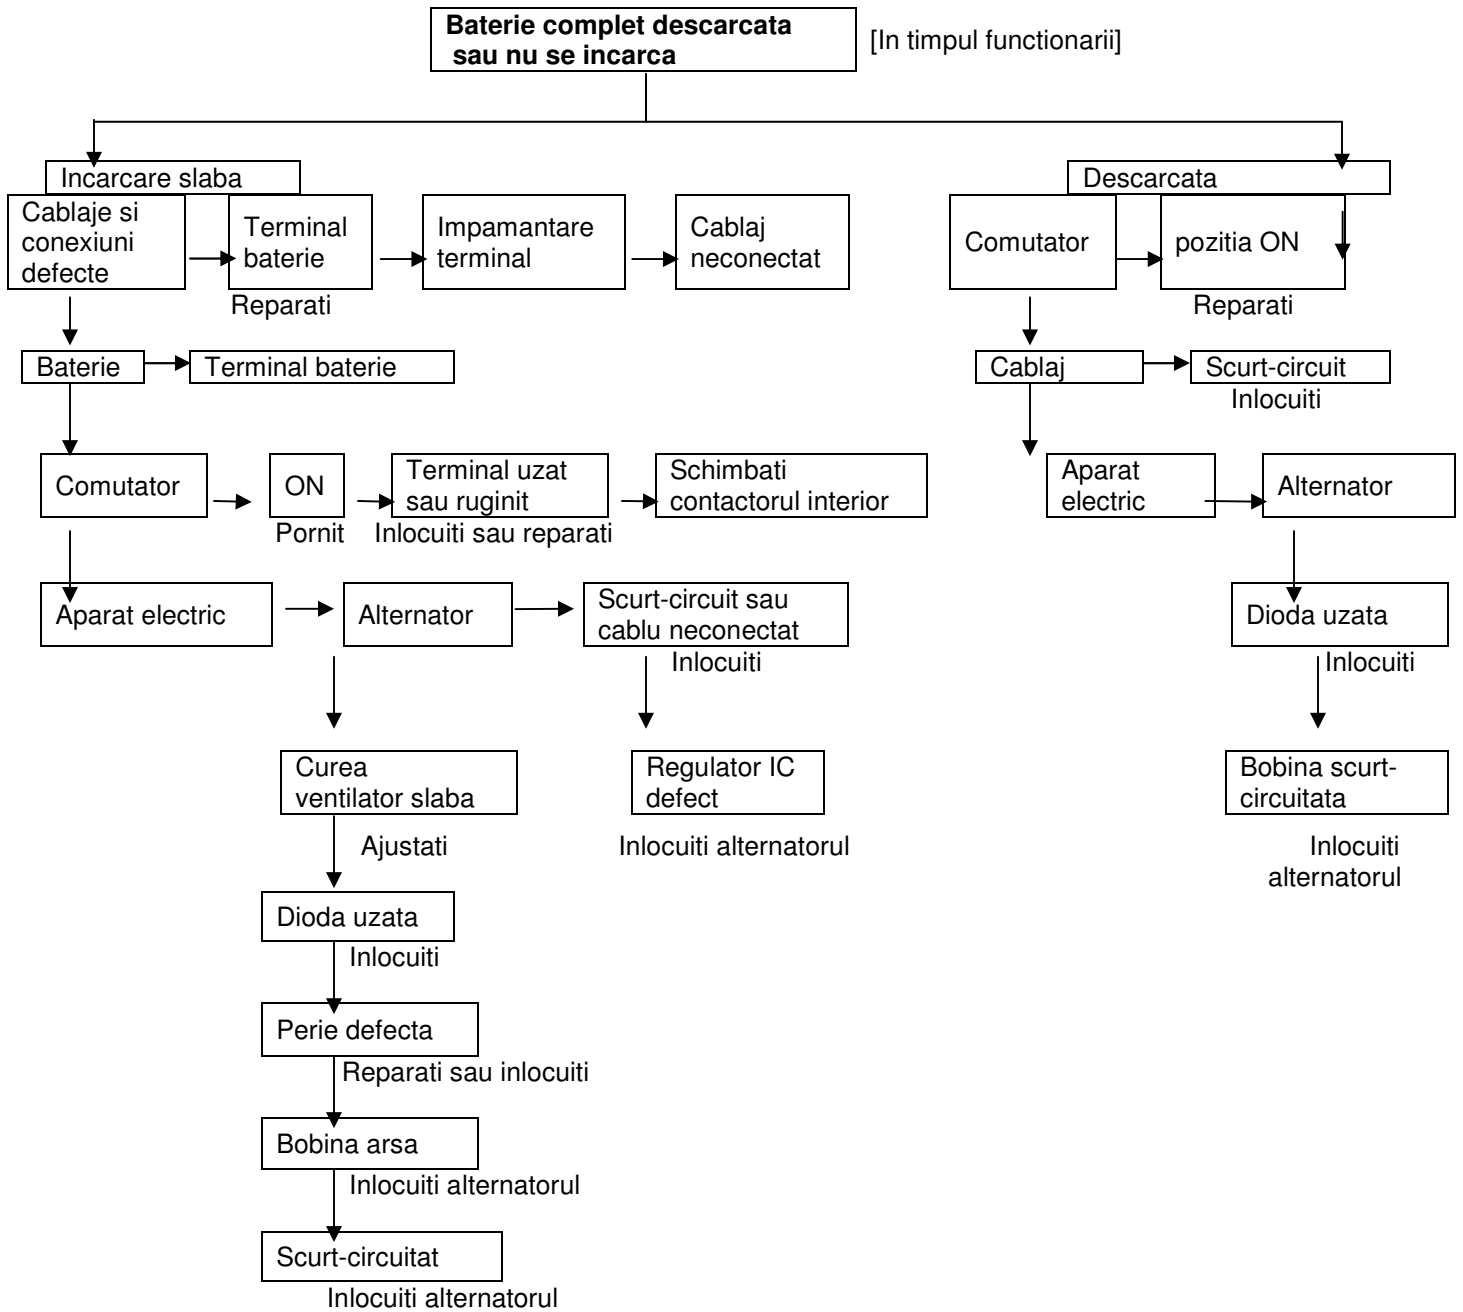 Baterie complet descarcata
sau nu se incarca
[In timpul functionarii]
Incarcare slaba
Descarcata
Cablaje si
conexiuni
defecte
Terminal
baterie
Reparati
Impamantare
terminal
Cablaj
neconectat
Comutator
pozitia ON
Reparati
Baterie
Terminal baterie
Cablaj
Scurt-circuit
Inlocuiti
Comutator
ON
Pornit
Terminal uzat
sau ruginit
Inlocuiti sau reparati
Schimbati
contactorul interior
Aparat
electric
Alternator
Aparat electric
Alternator
Scurt-circuit sau
cablu neconectat
Inlocuiti
Dioda uzata
Inlocuiti
Curea
ventilator slaba
Ajustati
Regulator IC
defect
Inlocuiti alternatorul
Bobina scurt-
circuitata
Inlocuiti
alternatorul
Dioda uzata
Inlocuiti
Perie defecta
Reparati sau inlocuiti
Bobina arsa
Inlocuiti alternatorul
Scurt-circuitat
Inlocuiti alternatorul